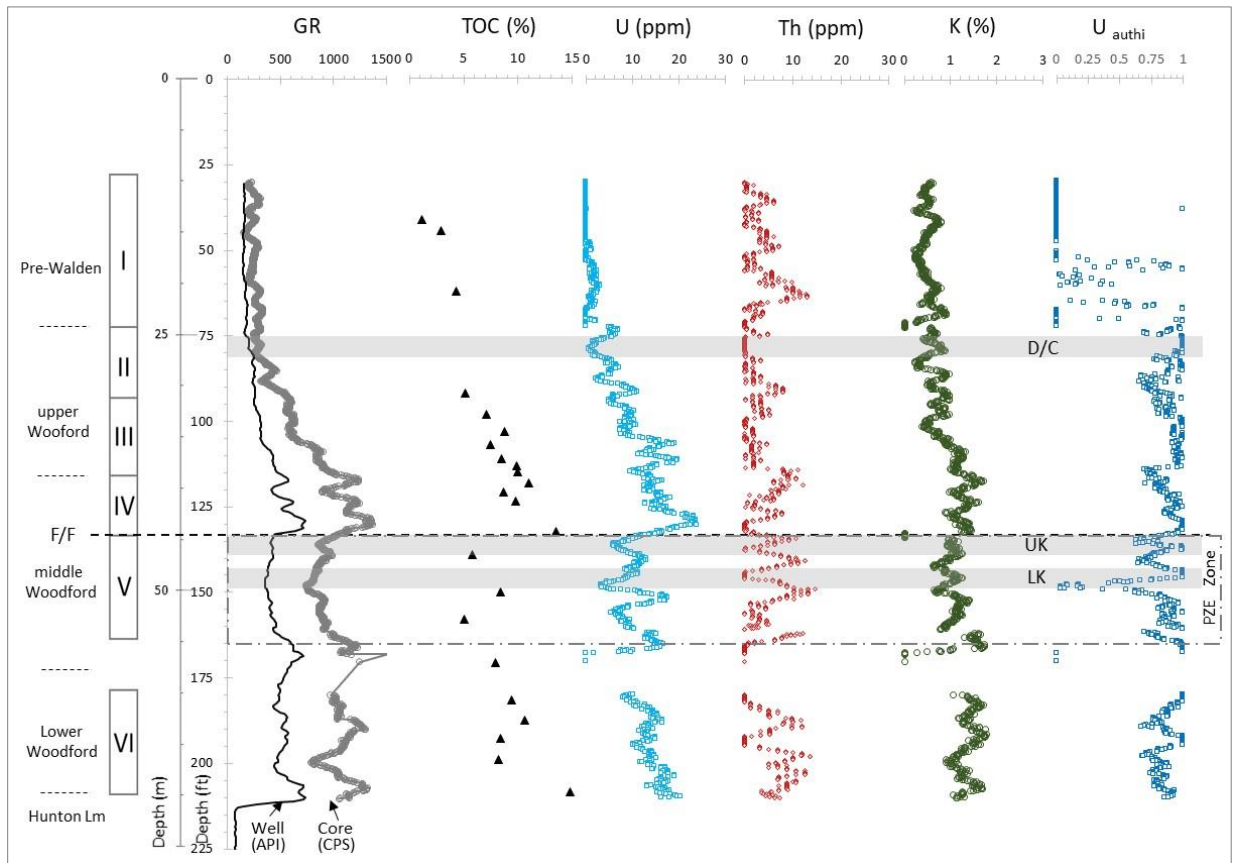 GR TOC (%) U (ppm) Th (ppm) K (%) U authi
0 500 1000 1500 0 5 10 15 0 10 20 30 0 10 20 30 0 1 2 3 0 0.25 0.5 0.75 1
0 0
25
I
50
Pre-Walden
25 75
D/C
II
upper
Wooford
100
III
IV
125
F/F
UK
middle
Woodford
V
LK
50 150
PZE Zone
175
Lower
Woodford
VI
200
Hunton Lm
Well
(API)
Core
(CPS)
225
Depth (m)
Depth (ft)